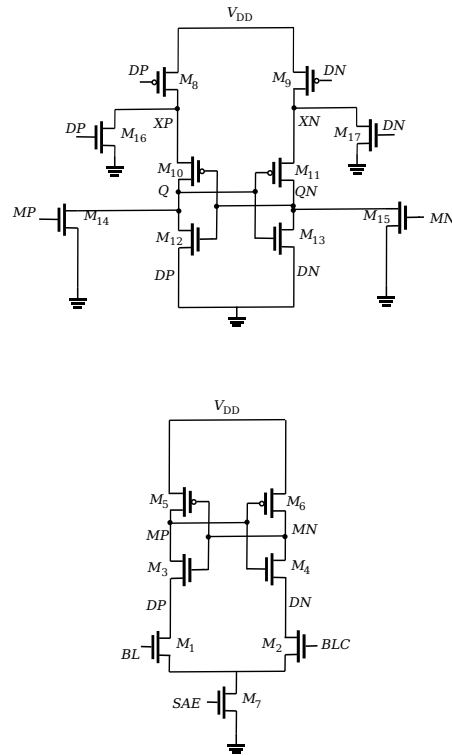 VDD
DP M8 M9 DN
DP M16 XP XN M17 DN
M10 M11
Q QN
MP M14 M15 MN
M12 M13
DP DN
VDD
M5 M6
MP MN
M3 M4
DP DN
BL M1 M2 BLC
SAE M7